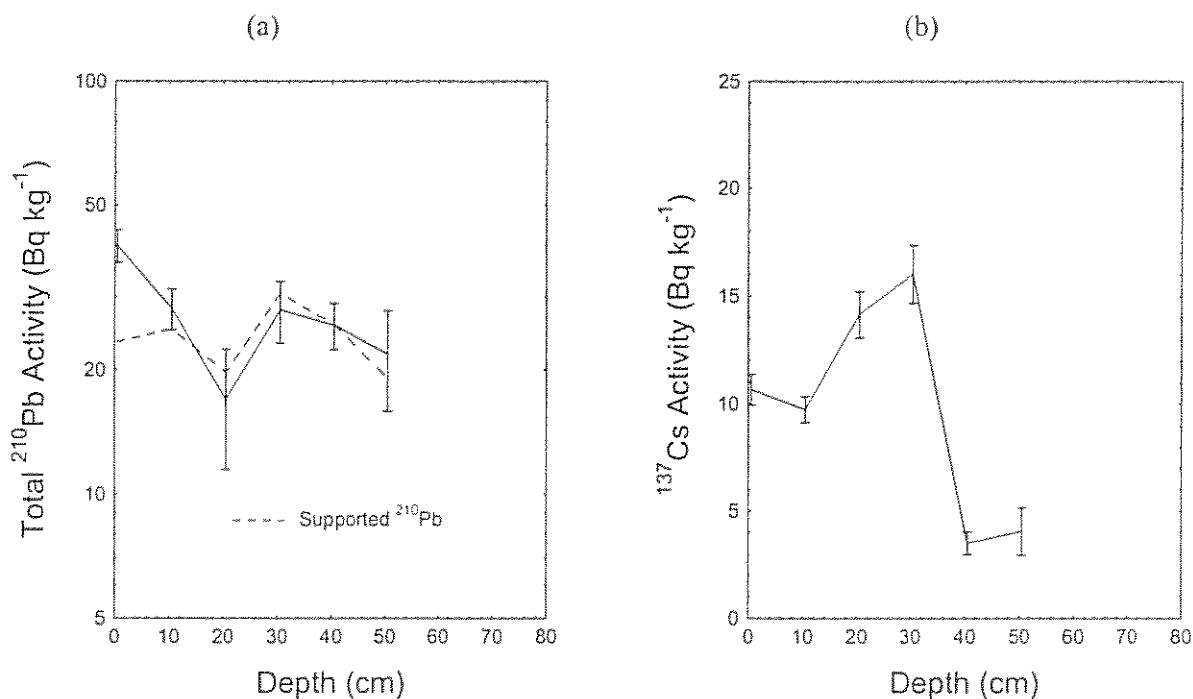 (a)
100
50
20
10
5
Total ²¹⁰Pb Activity (Bq kg⁻¹)
Supported ²¹⁰Pb
0 10 20 30 40 50 60 70 80
Depth (cm)
(b)
25
20
15
10
5
0
¹³⁷Cs Activity (Bq kg⁻¹)
0 10 20 30 40 50 60 70 80
Depth (cm)